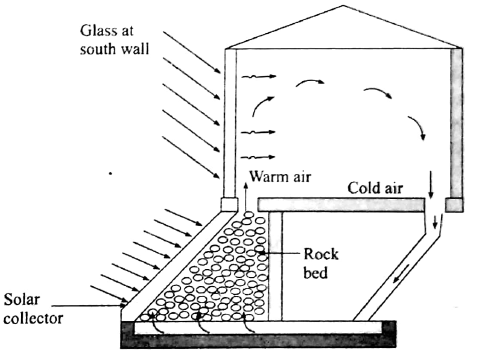 Glass at
south wall
Warm air
Cold air
Rock
bed
Solar
collector